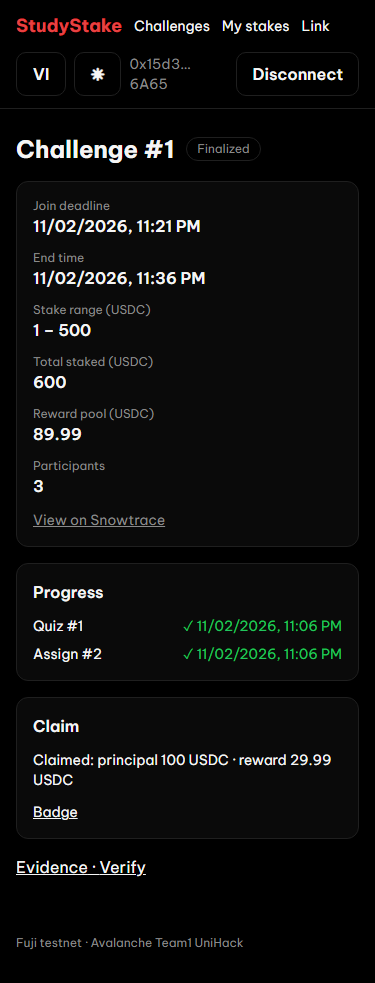 StudyStake Challenges My stakes Link
VI 0x15d3... Disconnect
6A65
Challenge #1 Finalized
Join deadline
11/02/2026, 11:21 PM
End time
11/02/2026, 11:36 PM
Stake range (USDC)
1 – 500
Total staked (USDC)
600
Reward pool (USDC)
89.99
Participants
3
View on Snowtrace
Progress
Quiz #1 ✓ 11/02/2026, 11:06 PM
Assign #2 ✓ 11/02/2026, 11:06 PM
Claim
Claimed: principal 100 USDC · reward 29.99
USDC
Badge
Evidence · Verify
Fuji testnet · Avalanche Team1 UniHack